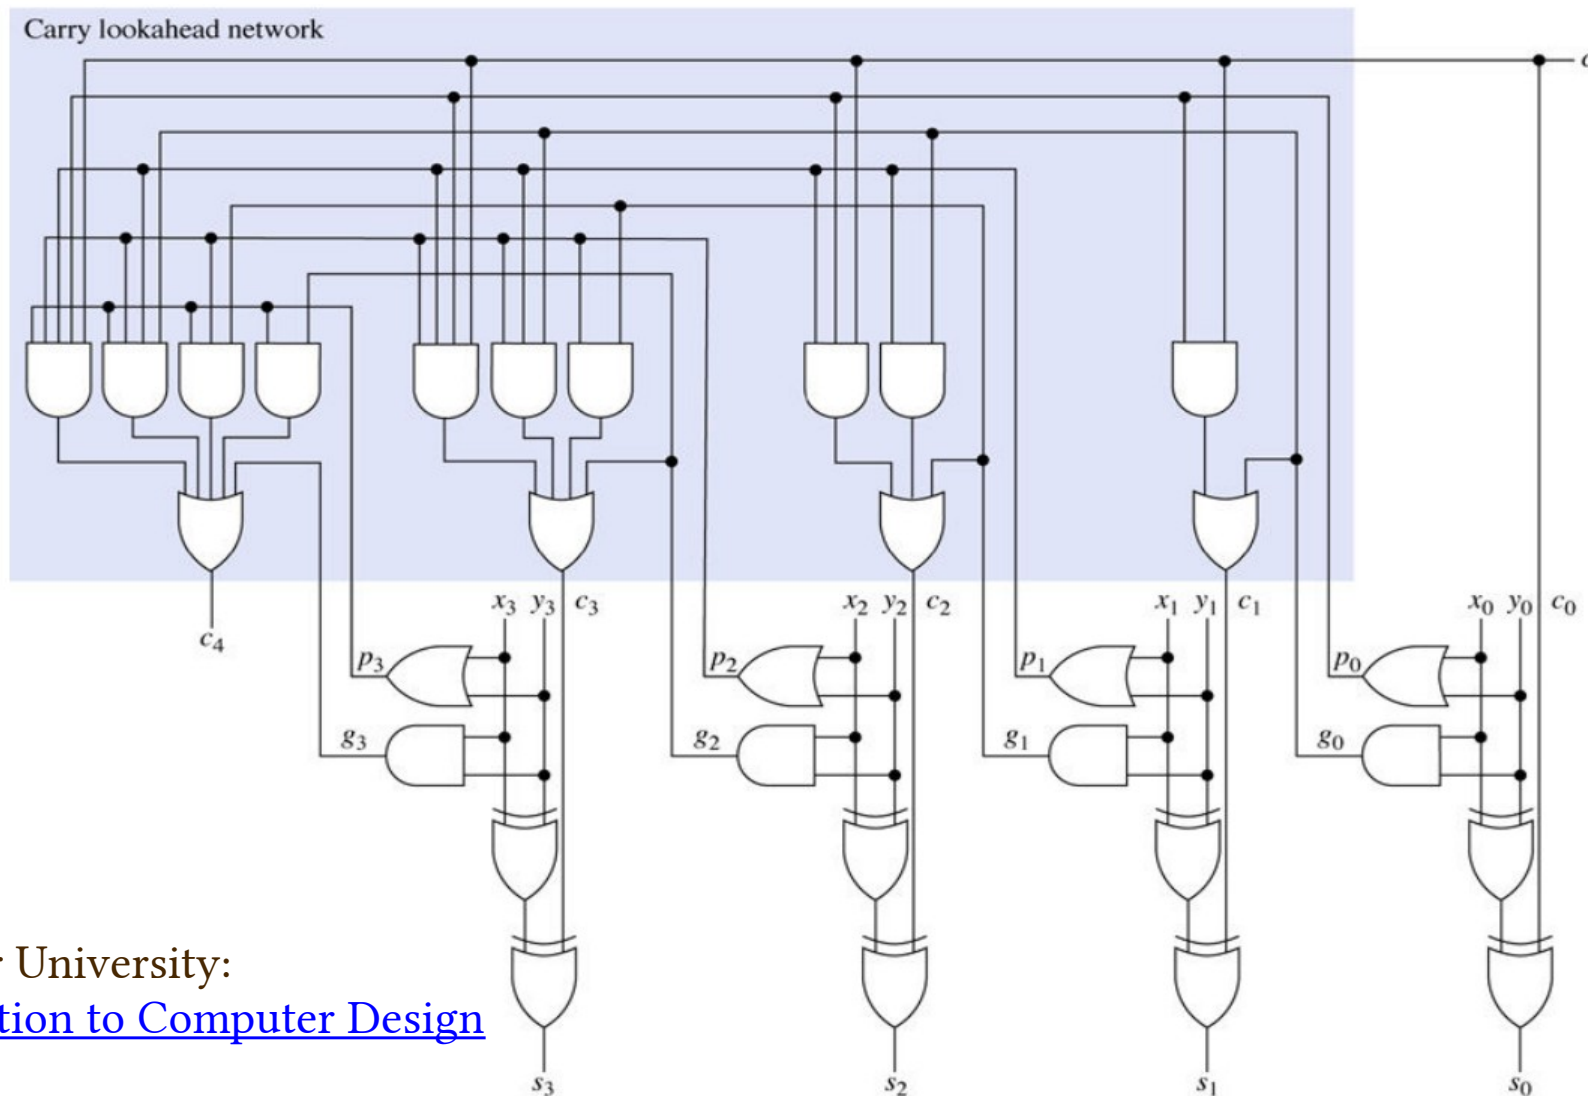 Carry lookahead network
x₃ y₃ c₃
x₂ y₂ c₂
x₁ y₁ c₁
x₀ y₀ c₀
c₄
p₃
p₂
p₁
p₀
g₃
g₂
g₁
g₀
University:
to Computer Design
s₃
s₂
s₁
s₀